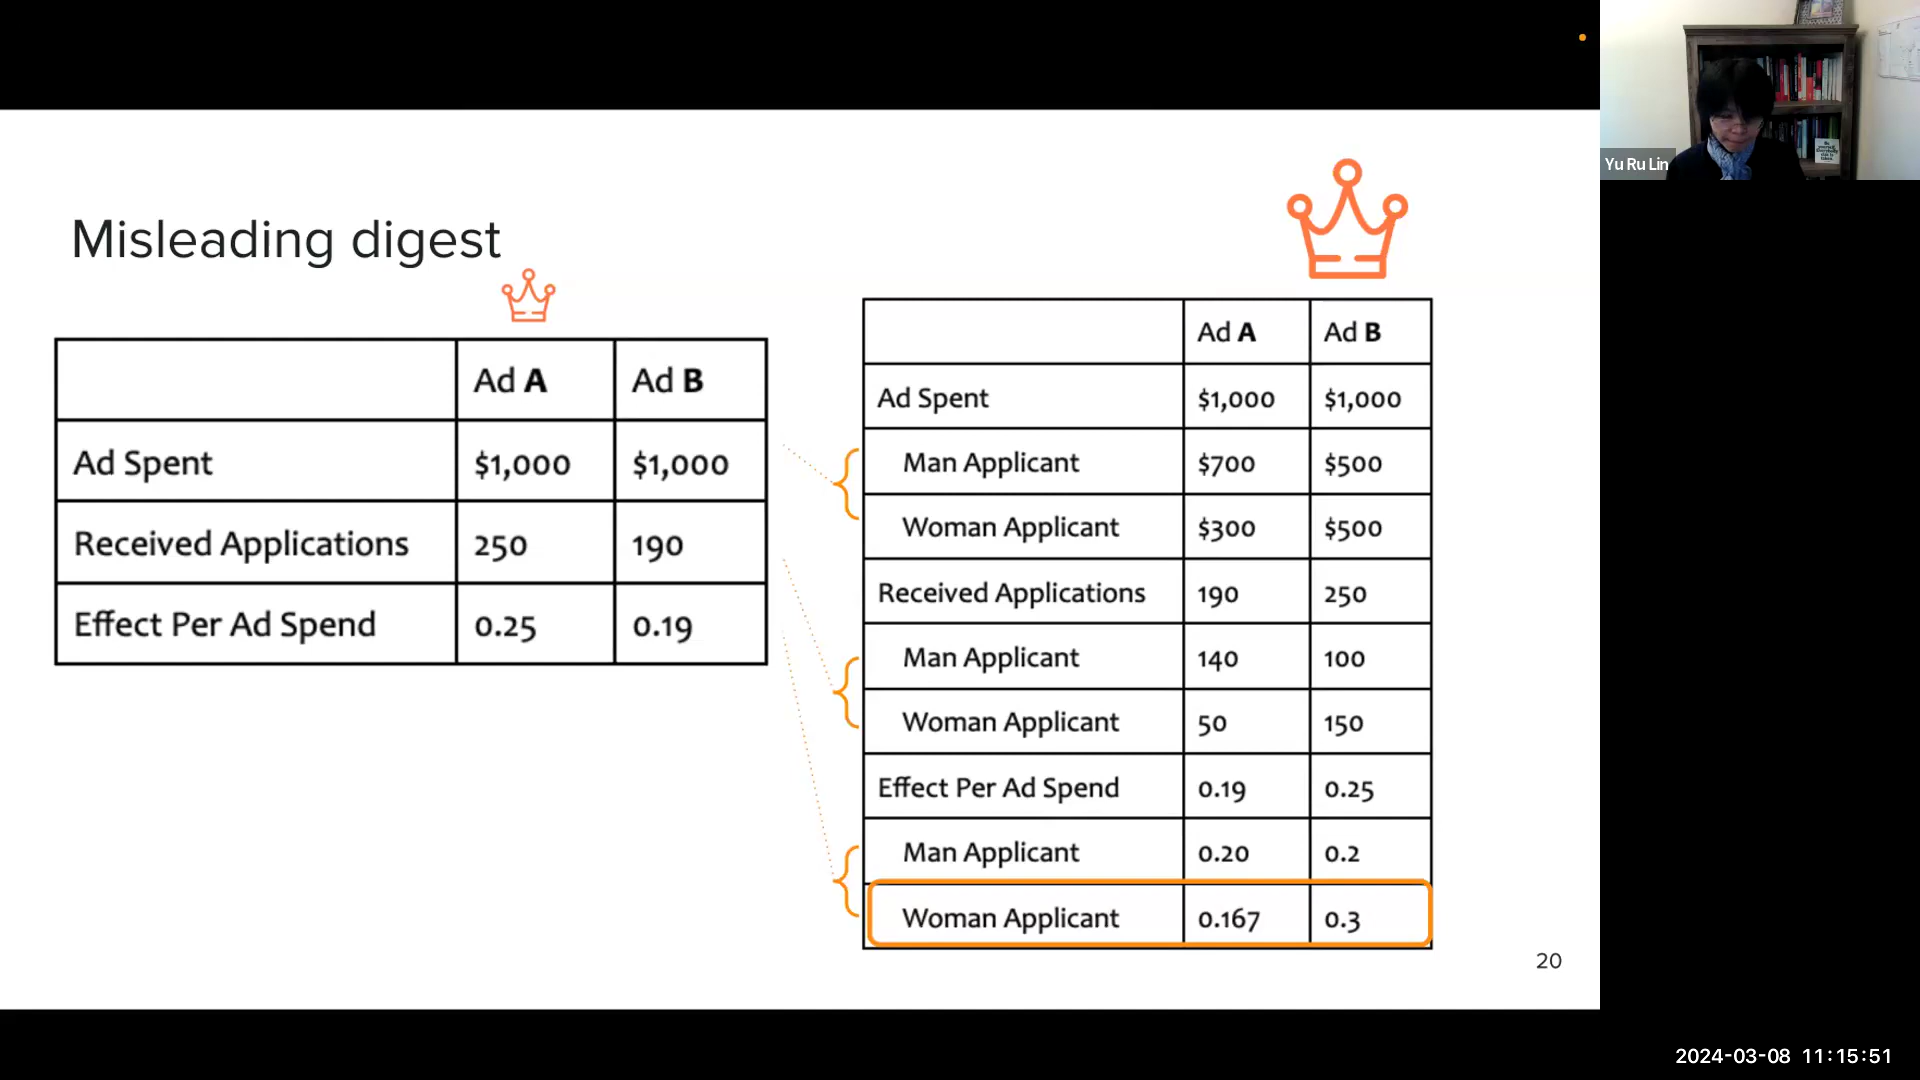 Misleading digest
Ad A Ad B
Ad Spent $1,000 $1,000
Received Applications 250 190
Effect Per Ad Spend 0.25 0.19
Ad A Ad B
Ad Spent $1,000 $1,000
Man Applicant $700 $500
Woman Applicant $300 $500
Received Applications 190 250
Man Applicant 140 100
Woman Applicant 50 150
Effect Per Ad Spend 0.19 0.25
Man Applicant 0.20 0.2
Woman Applicant 0.167 0.3
20
Yu Ru Lin
2024-03-08 11:15:51